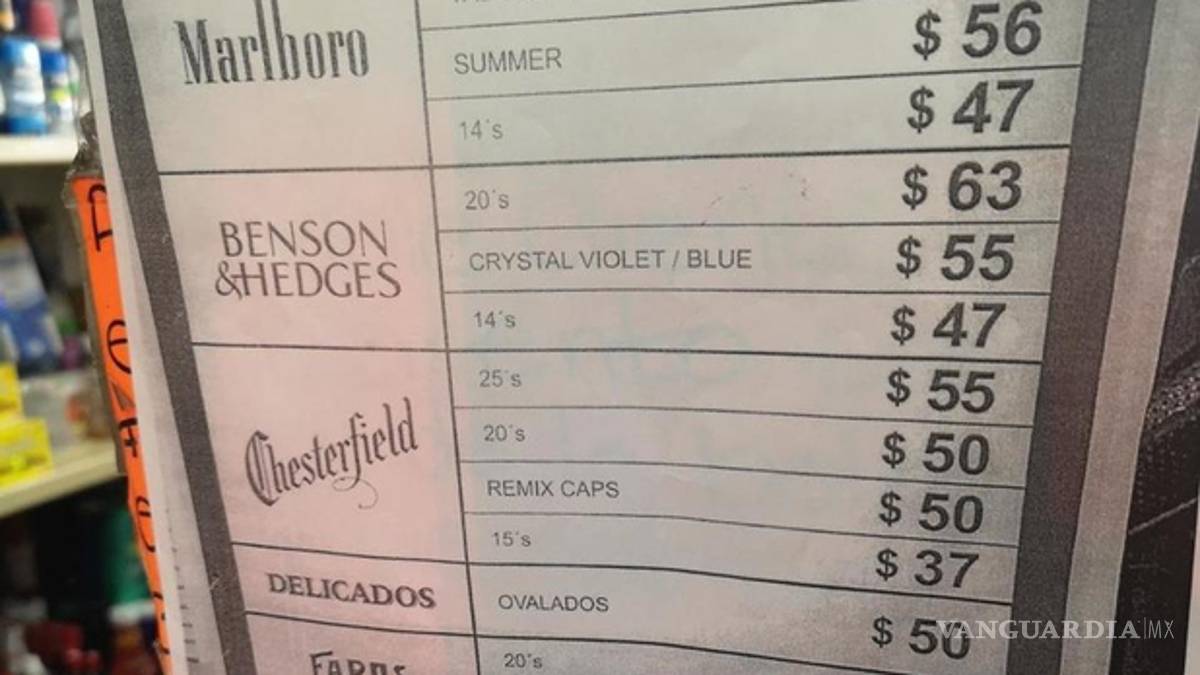 Marlboro
SUMMER $ 56
14´s $ 47
BENSON
&HEDGES
20´s $ 63
CRYSTAL VIOLET / BLUE $ 55
14´s $ 47
Chesterfield
25´s $ 55
20´s $ 50
REMIX CAPS $ 50
15´s $ 37
DELICADOS
OVALADOS $ 50
20´s
VANGUARDIA|MX